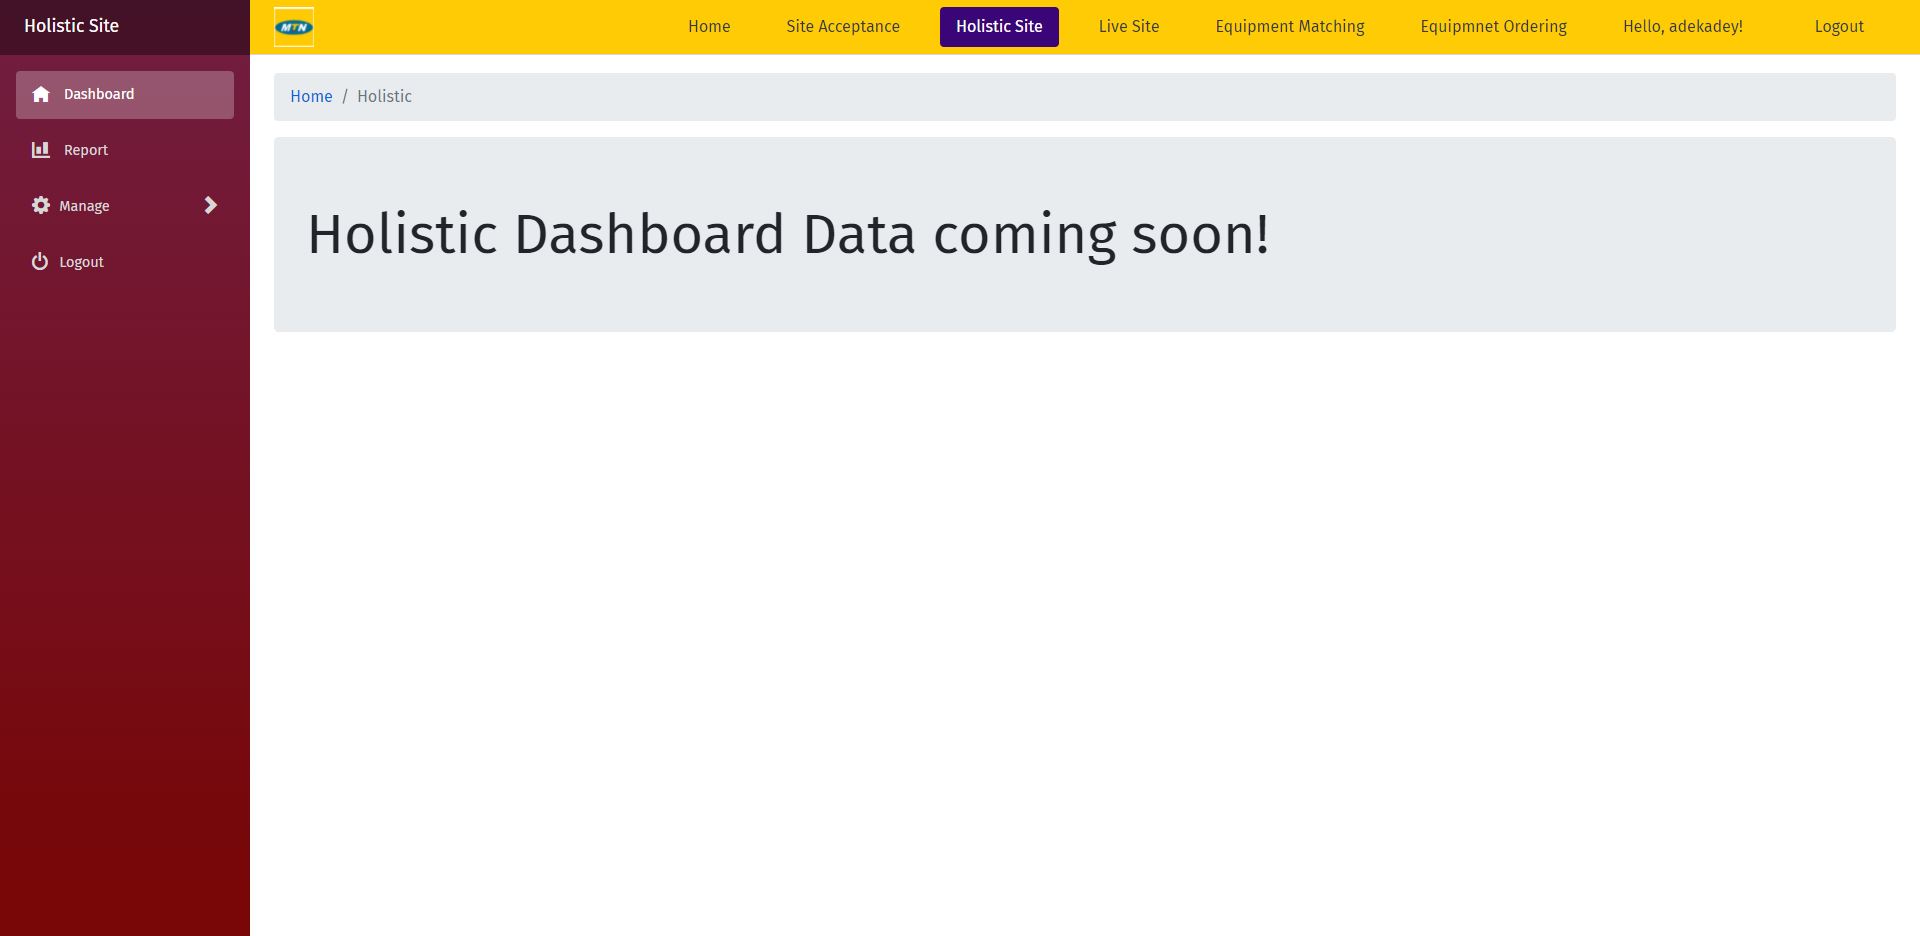 Holistic Site
Dashboard
Report
Manage
Logout
MTN
Home
Site Acceptance
Holistic Site
Live Site
Equipment Matching
Equipmnet Ordering
Hello, adekadey!
Logout
Home / Holistic
Holistic Dashboard Data coming soon!